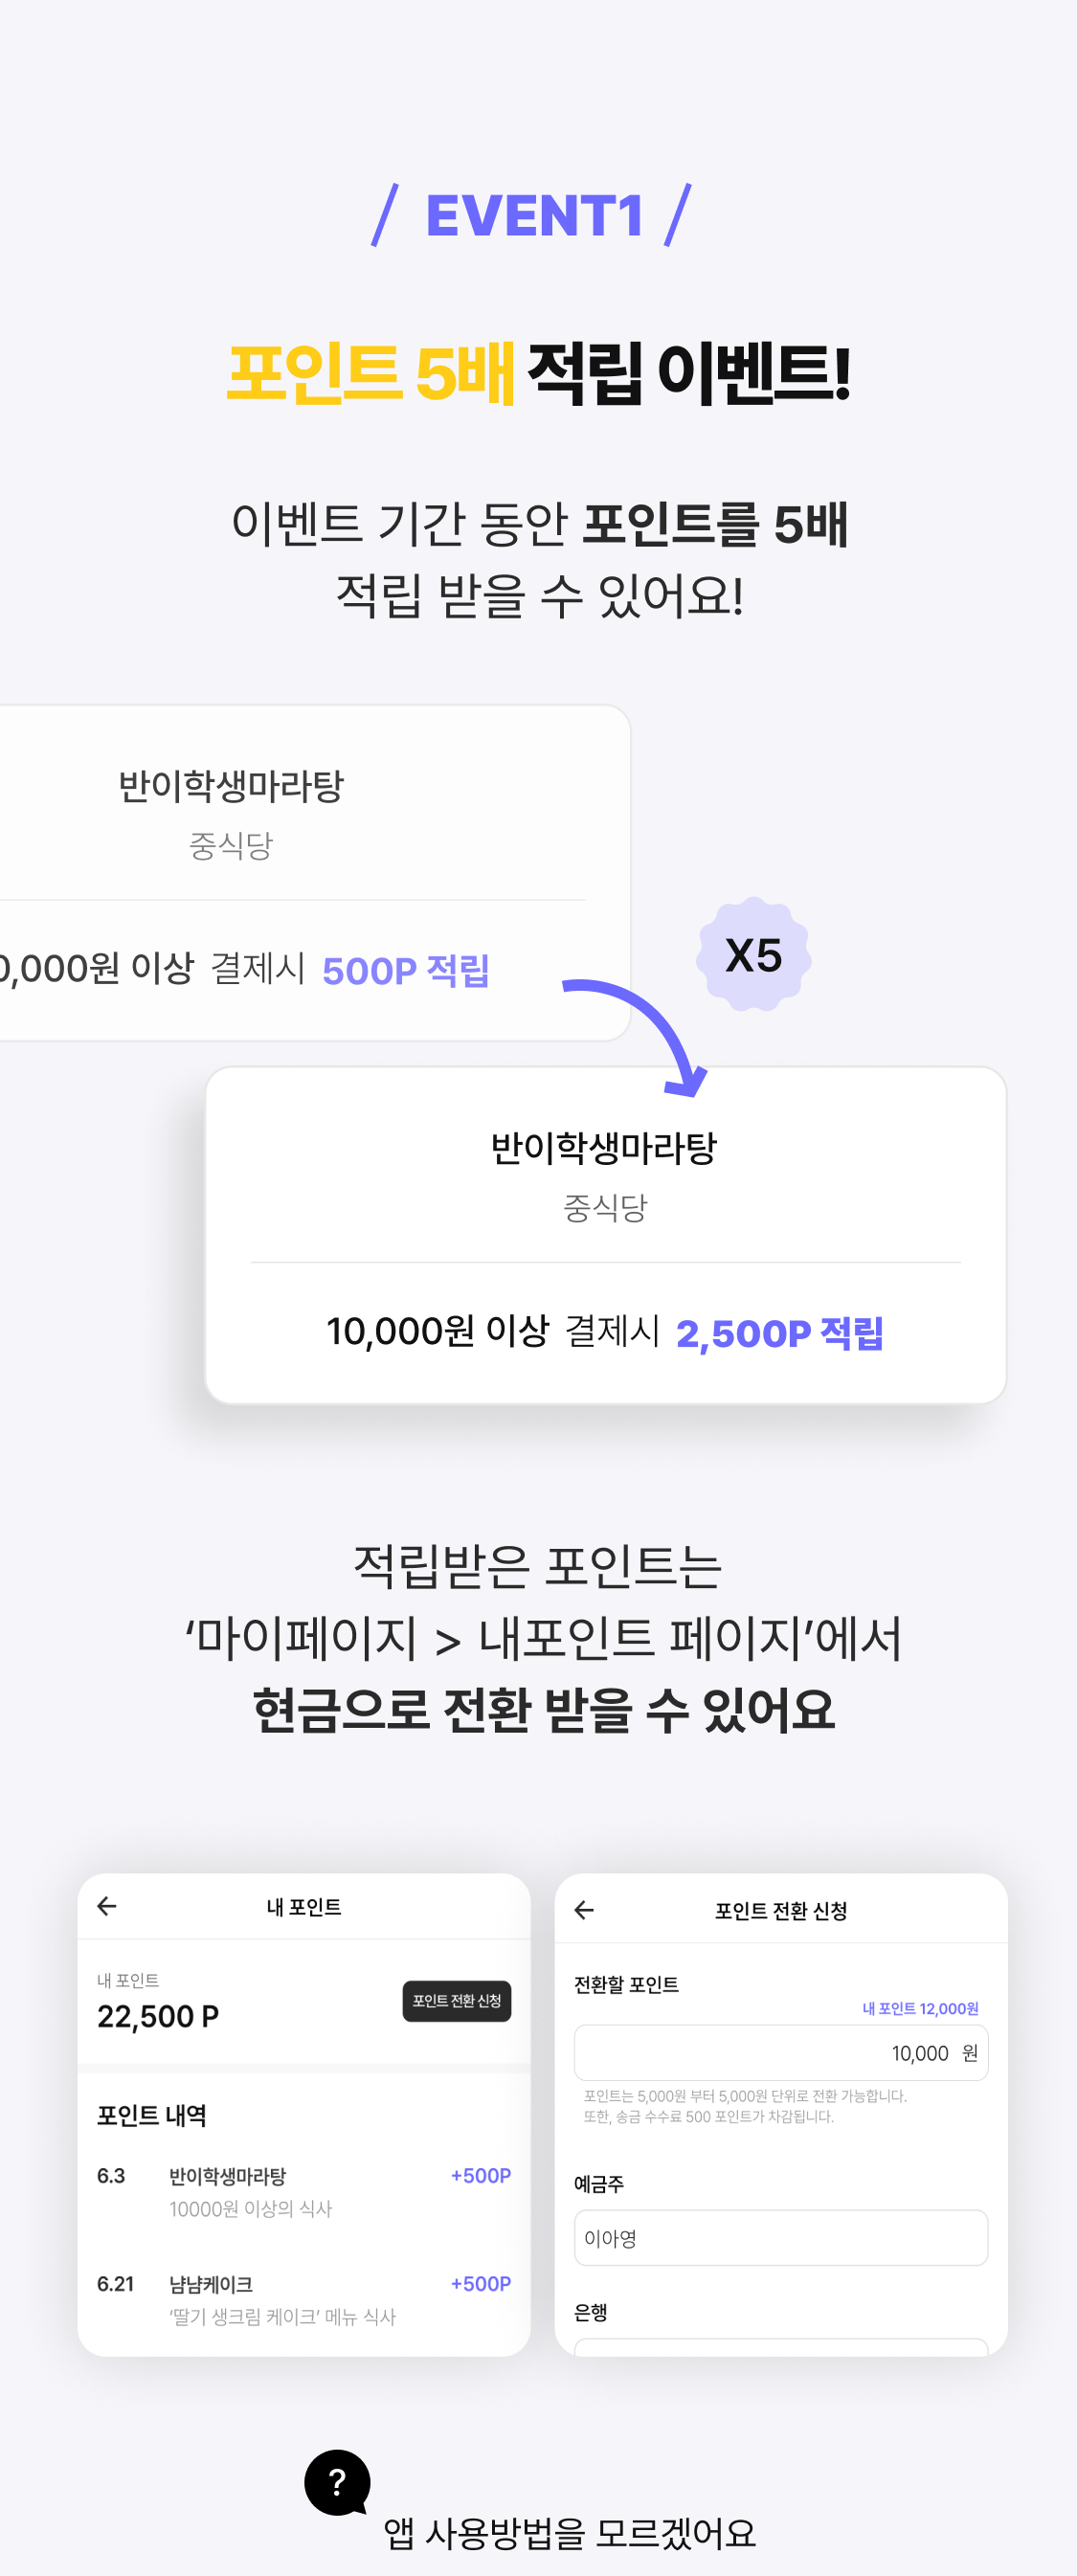 EVENT1
포인트 5배 적립 이벤트!
이벤트 기간 동안 포인트를 5배
적립 받을 수 있어요!
반이학생마라탕
중식당
0,000원 이상 결제시 500P 적립
X5
반이학생마라탕
중식당
10,000원 이상 결제시 2,500P 적립
적립받은 포인트는
‘마이페이지 > 내포인트 페이지’에서
현금으로 전환 받을 수 있어요
내 포인트
내 포인트
22,500 P
포인트 전환 신청
포인트 내역
6.3 반이학생마라탕 +500P
10000원 이상의 식사
6.21 냠냠케이크 +500P
‘딸기 생크림 케이크’ 메뉴 식사
포인트 전환 신청
전환할 포인트
내 포인트 12,000원
10,000 원
포인트는 5,000원 부터 5,000원 단위로 전환 가능합니다.
또한, 송금 수수료 500 포인트가 차감됩니다.
예금주
이아영
은행
?
앱 사용방법을 모르겠어요